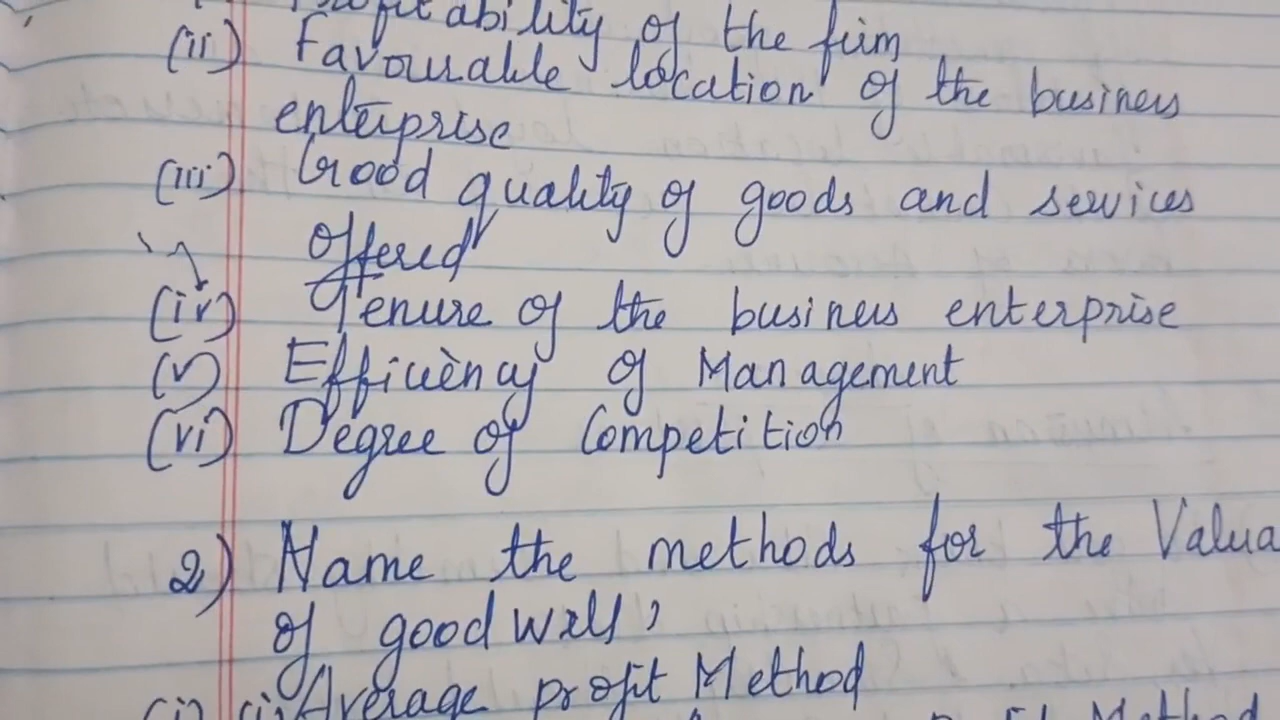 Profitability of the firm
(ii) Favourable location of the business
enterprise
(iii) Good quality of goods and services
offered
(iv) Tenure of the business enterprise
(v) Efficiency of Management
(vi) Degree of Competition
2) Name the methods for the Valua
of goodwill,
(i) (i) Average profit Method
Method